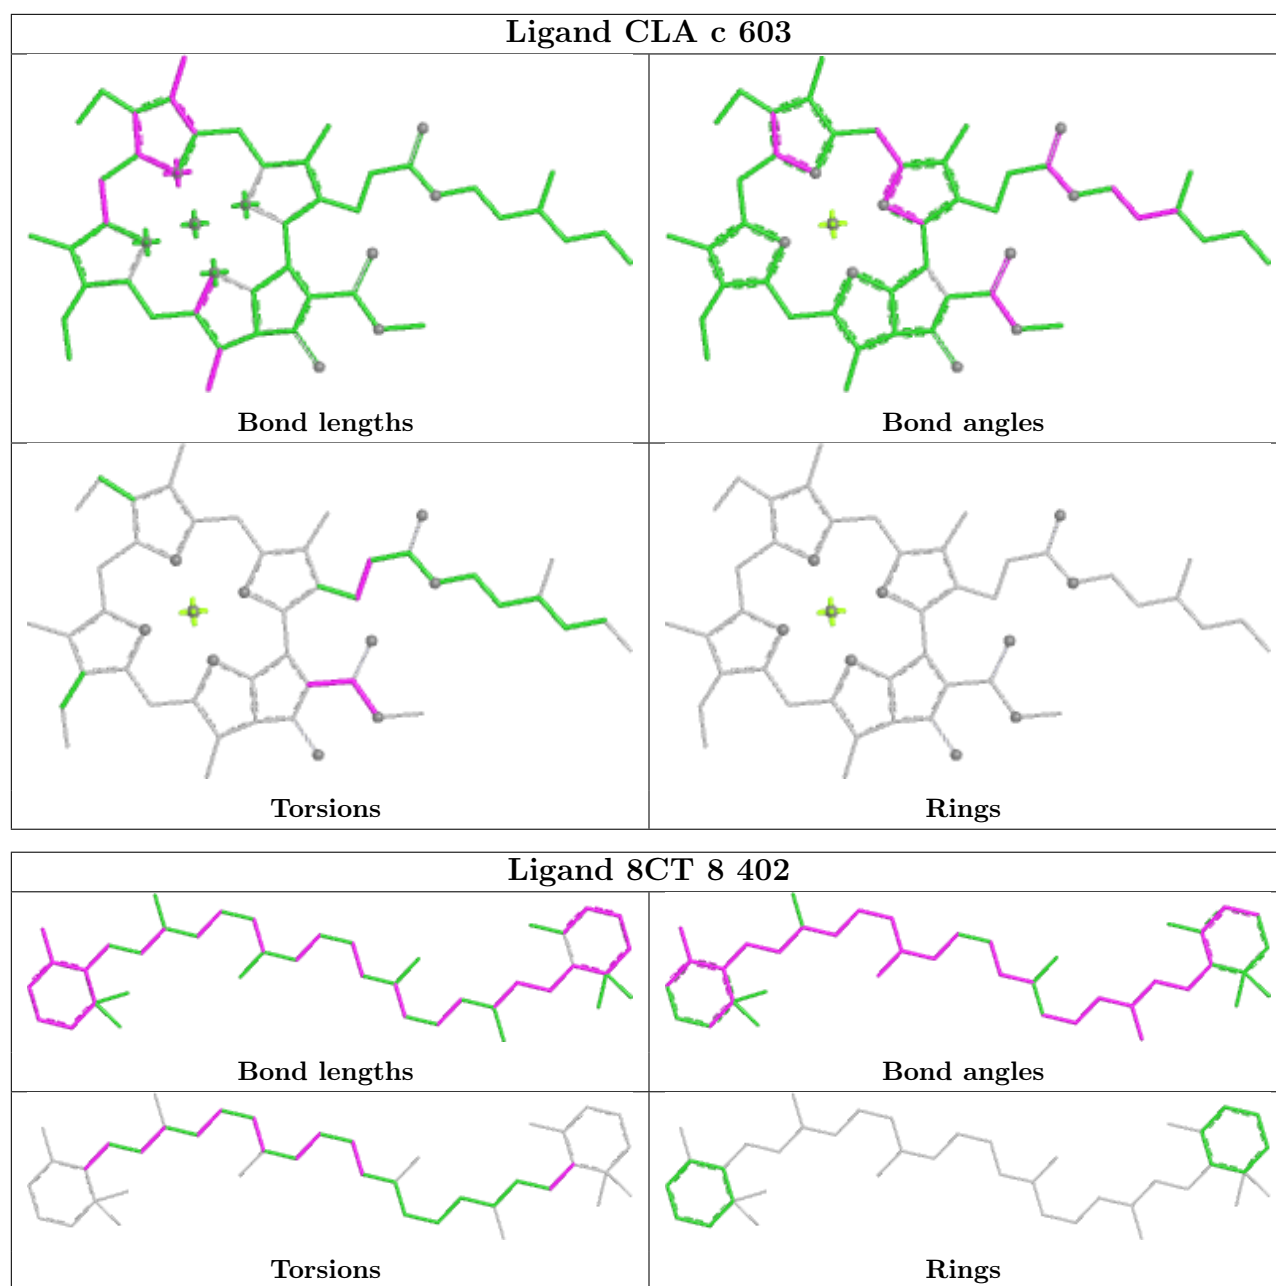 Ligand CLA c 603
Bond lengths
Bond angles
Torsions
Rings
Ligand 8CT 8 402
Bond lengths
Bond angles
Torsions
Rings